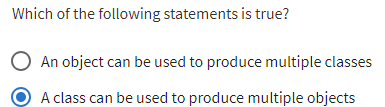 Which of the following statements is true?
An object can be used to produce multiple classes
A class can be used to produce multiple objects